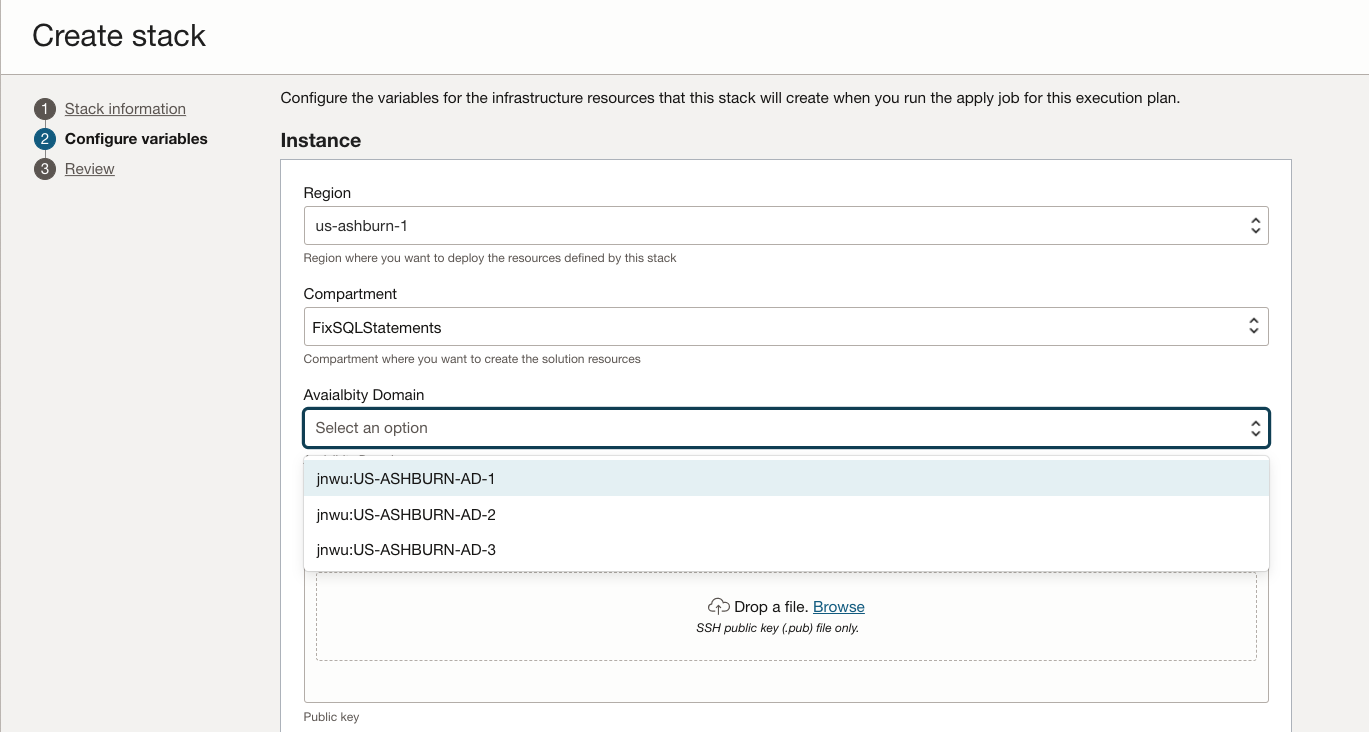 Create stack
1 Stack information
2 Configure variables
3 Review
Configure the variables for the infrastructure resources that this stack will create when you run the apply job for this execution plan.
Instance
Region
us-ashburn-1
Region where you want to deploy the resources defined by this stack
Compartment
FixSQLStatements
Compartment where you want to create the solution resources
Avaialbity Domain
Select an option
jnwu:US-ASHBURN-AD-1
jnwu:US-ASHBURN-AD-2
jnwu:US-ASHBURN-AD-3
Drop a file. Browse
SSH public key (.pub) file only.
Public key